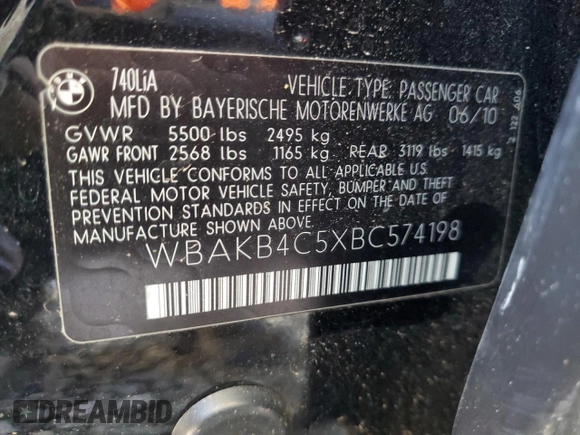 740LiA
VEHICLE TYPE: PASSENGER CAR
MFD BY BAYERISCHE MOTORENWERKE AG 06/10
GVWR 5500 lbs 2495 kg
GAWR FRONT 2568 lbs 1165 kg REAR 3119 lbs 1415 kg
THIS VEHICLE CONFORMS TO ALL APPLICABLE U.S.
FEDERAL MOTOR VEHICLE SAFETY, BUMPER AND THEFT
PREVENTION STANDARDS IN EFFECT ON THE DATE OF
MANUFACTURE SHOWN ABOVE.
WBAKB4C5XBC574198
DREAMBID